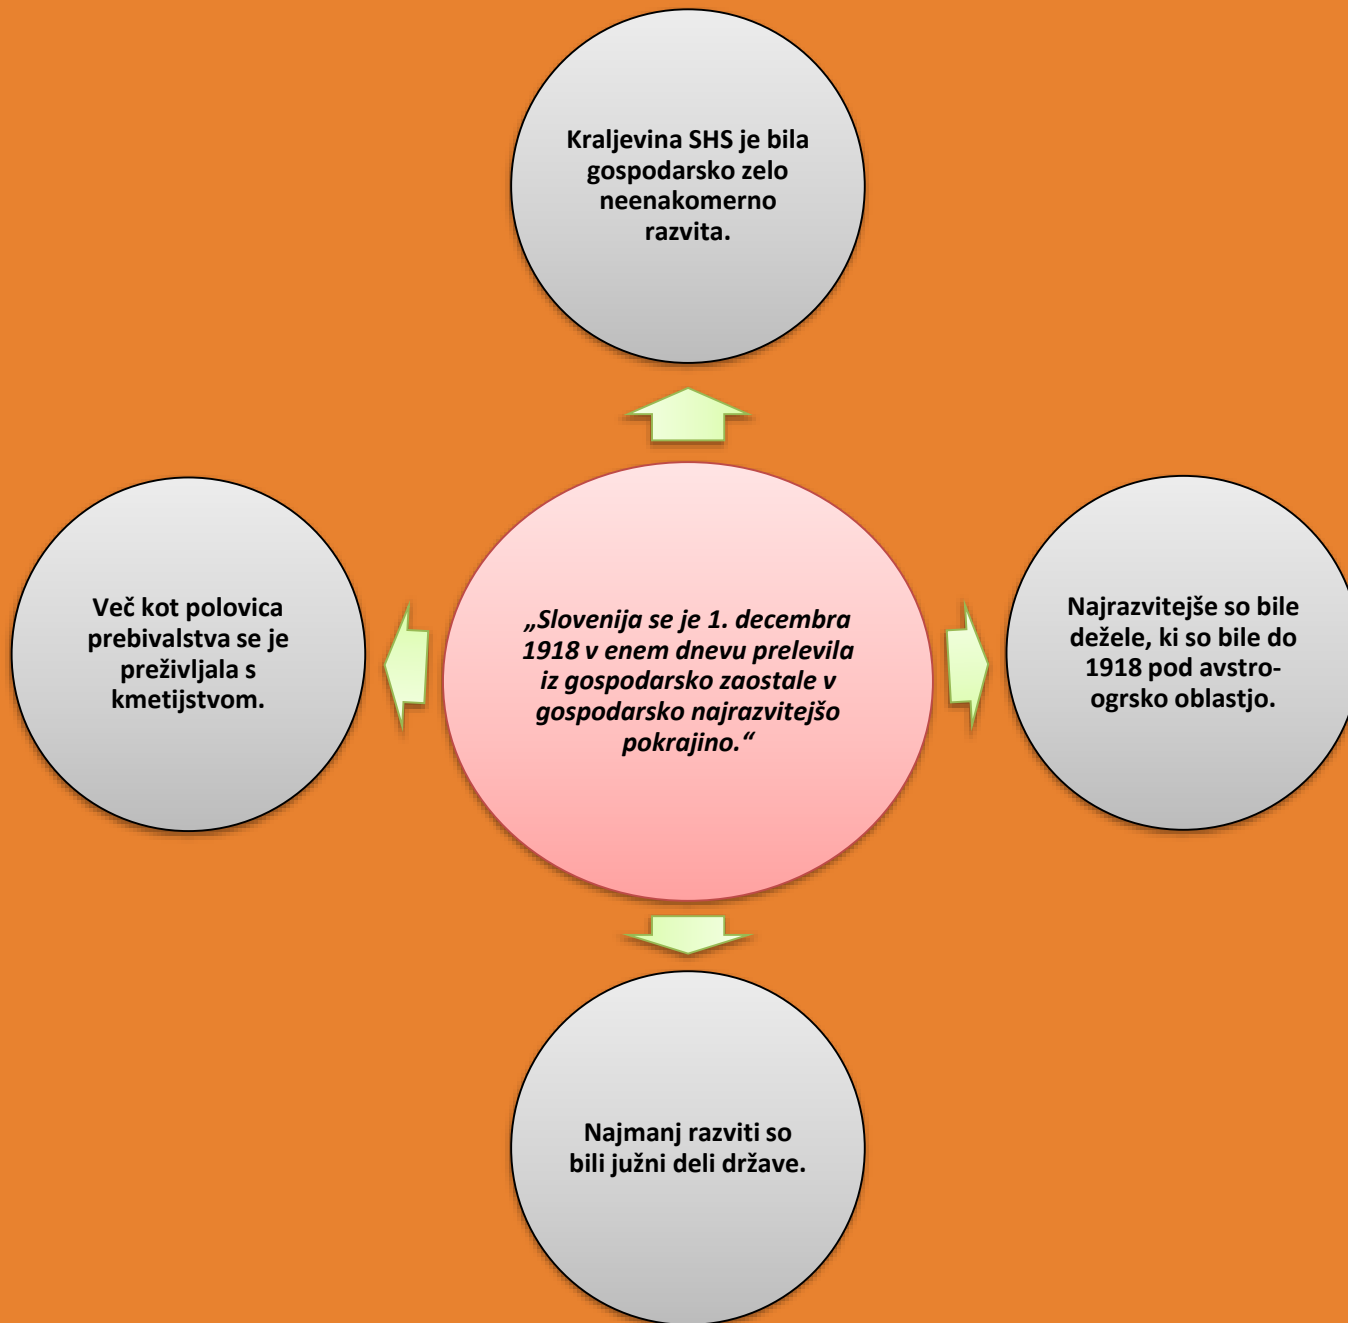 Kraljevina SHS je bila
gospodarsko zelo
neenakomerno
razvita.
Več kot polovica
prebivalstva se je
preživljala s
kmetijstvom.
„Slovenija se je 1. decembra
1918 v enem dnevu prelevila
iz gospodarsko zaostale v
gospodarsko najrazvitejšo
pokrajino.“
Najrazvitejše so bile
dežele, ki so bile do
1918 pod avstro-
ogrsko oblastjo.
Najmanj razviti so
bili južni deli države.